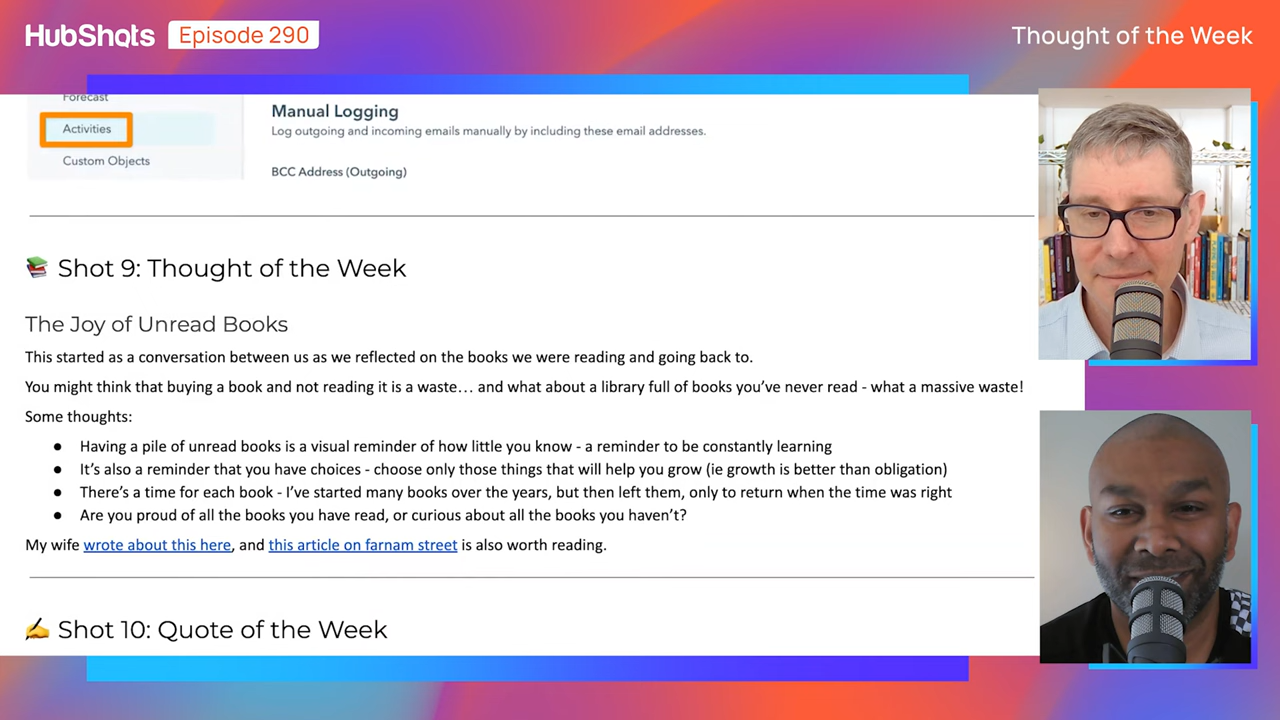 HubShots
Episode 290
Thought of the Week
Forecast
Activities
Custom Objects
Manual Logging
Log outgoing and incoming emails manually by including these email addresses.
BCC Address (Outgoing)
Shot 9: Thought of the Week
The Joy of Unread Books
This started as a conversation between us as we reflected on the books we were reading and going back to.
You might think that buying a book and not reading it is a waste… and what about a library full of books you’ve never read - what a massive waste!
Some thoughts:
● Having a pile of unread books is a visual reminder of how little you know - a reminder to be constantly learning
● It’s also a reminder that you have choices - choose only those things that will help you grow (ie growth is better than obligation)
● There’s a time for each book - I’ve started many books over the years, but then left them, only to return when the time was right
● Are you proud of all the books you have read, or curious about all the books you haven’t?
My wife wrote about this here, and this article on farnam street is also worth reading.
Shot 10: Quote of the Week